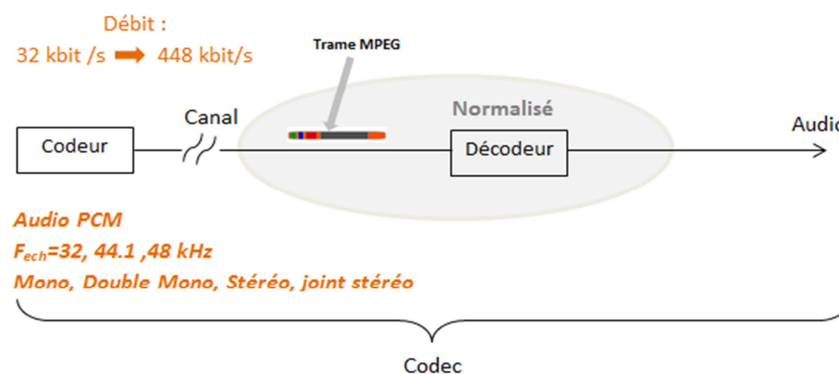 Débit :
32 kbit /s 448 kbit/s
Trame MPEG
Normalisé
Canal
Codeur
Décodeur
Audio
Audio PCM
Fech=32, 44.1 ,48 kHz
Mono, Double Mono, Stéréo, joint stéréo
Codec